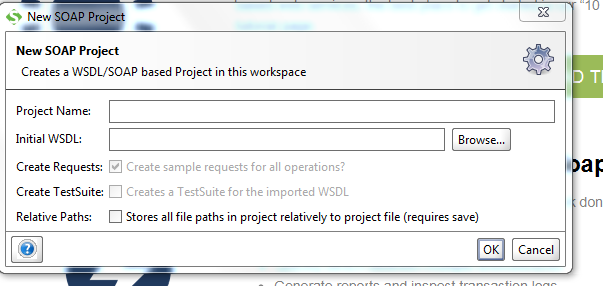 New SOAP Project
"10
New SOAP Project
Creates a WSDL/SOAP based Project in this workspace
Project Name:
Initial WSDL:
Browse...
Create Requests:
Create sample requests for all operations?
Create TestSuite:
Creates a TestSuite for the imported WSDL
Relative Paths:
Stores all file paths in project relatively to project file (requires save)
OK
Cancel
Generate reports and inspect transaction logs